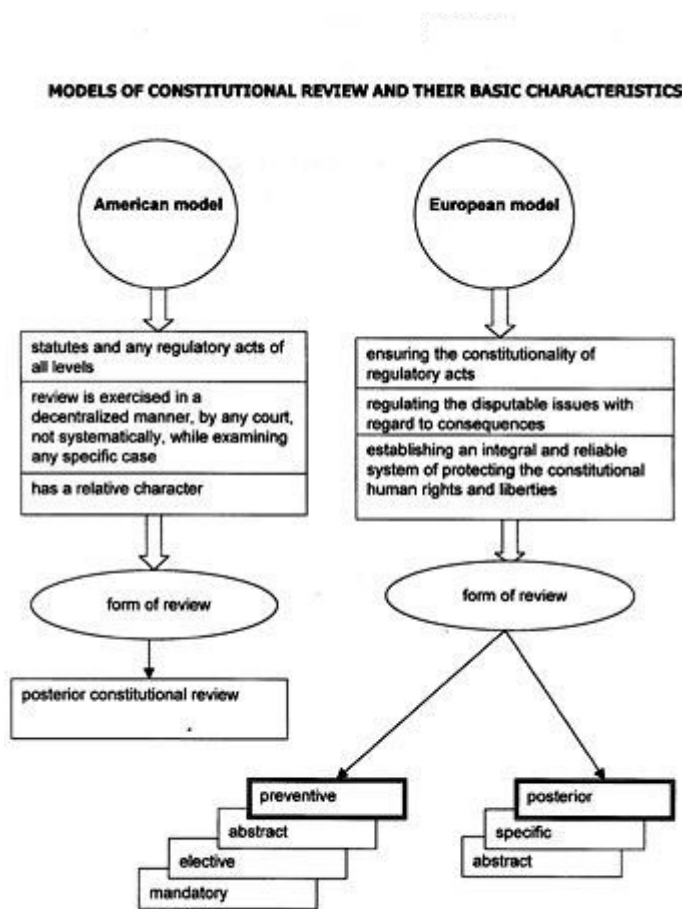 MODELS OF CONSTITUTIONAL REVIEW AND THEIR BASIC CHARACTERISTICS
American model
European model
statutes and any regulatory acts of
all levels
review is exercised in a
decentralized manner, by any court,
not systematically, while examining
any specific case
has a relative character
ensuring the constitutionality of
regulatory acts
regulating the disputable issues with
regard to consequences
establishing an integral and reliable
system of protecting the constitutional
human rights and liberties
form of review
form of review
posterior constitutional review
preventive
abstract
elective
mandatory
posterior
specific
abstract